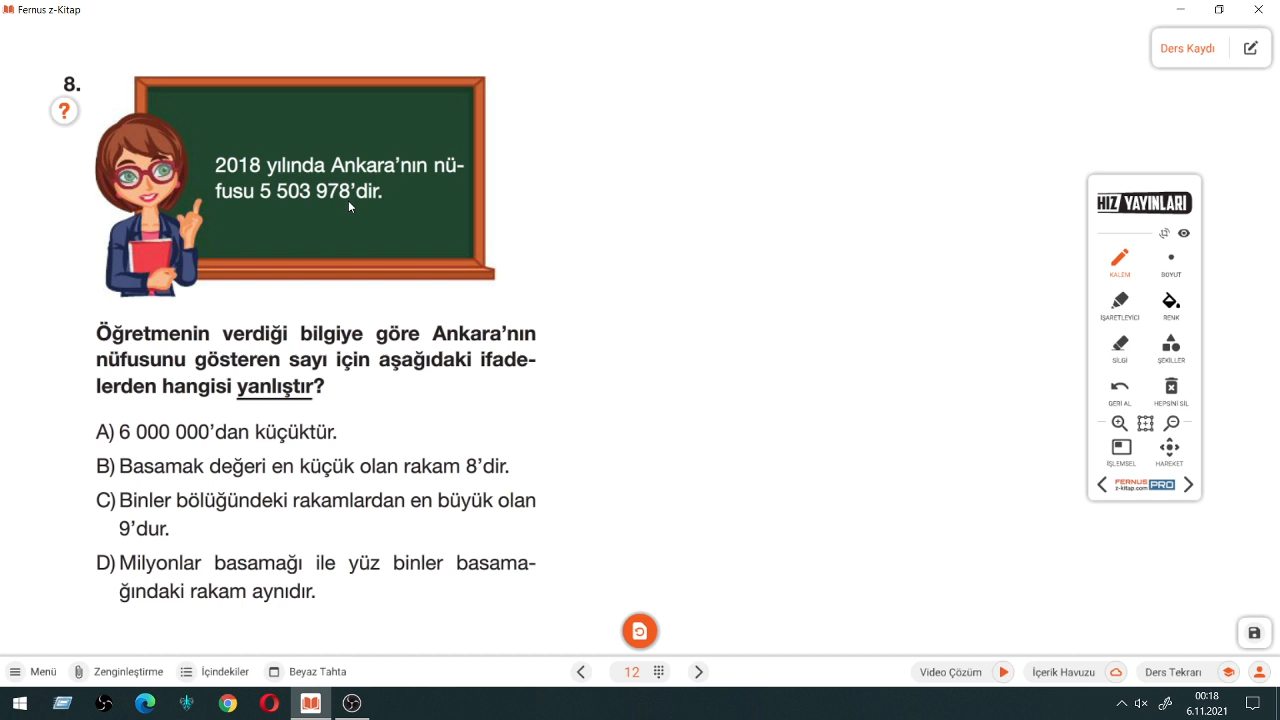 Fernus z-Kitap
Ders Kaydı
8.
?
2018 yılında Ankara’nın nü-
fusu 5 503 978’dir.
Öğretmenin verdiği bilgiye göre Ankara’nın
nüfusunu gösteren sayı için aşağıdaki ifade-
lerden hangisi yanlıştır?
A) 6 000 000’dan küçüktür.
B) Basamak değeri en küçük olan rakam 8’dir.
C) Binler bölüğündeki rakamlardan en büyük olan
9’dur.
D) Milyonlar basamağı ile yüz binler basama-
ğındaki rakam aynıdır.
HIZ YAYINLARI
KALEM BOYUT
İŞARETLEYİCİ RENK
SİLGİ ŞEKİLLER
GERİ AL HEPSİNİ SİL
İŞLEMSEL HAREKET
FERNUS z-kitap.com PRO
Menü Zenginleştirme İçindekiler Beyaz Tahta 12 Video Çözüm İçerik Havuzu Ders Tekrarı
00:18
6.11.2021